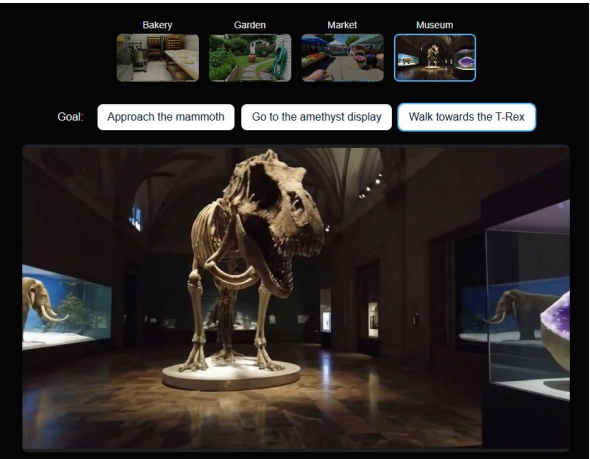 Bakery Garden Market Museum
Goal: Approach the mammoth Go to the amethyst display Walk towards the T-Rex